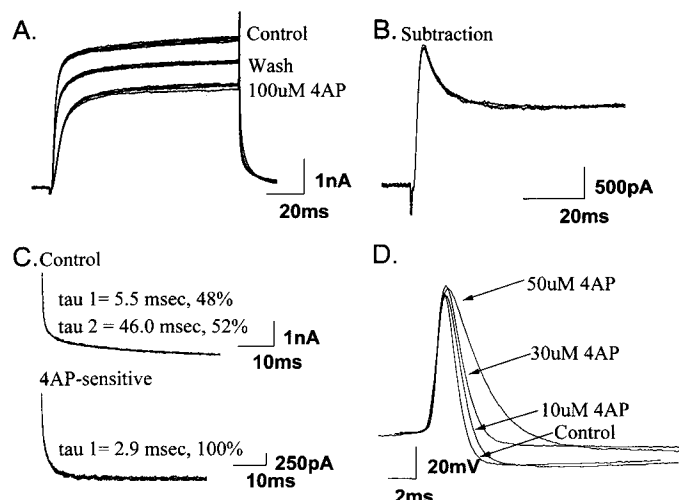 A.
Control
Wash
100uM 4AP
1nA
20ms
B.
Subtraction
500pA
20ms
C.
Control
tau 1= 5.5 msec, 48%
tau 2 = 46.0 msec, 52%
1nA
10ms
4AP-sensitive
tau 1= 2.9 msec, 100%
250pA
10ms
D.
50uM 4AP
30uM 4AP
10uM 4AP
Control
20mV
2ms